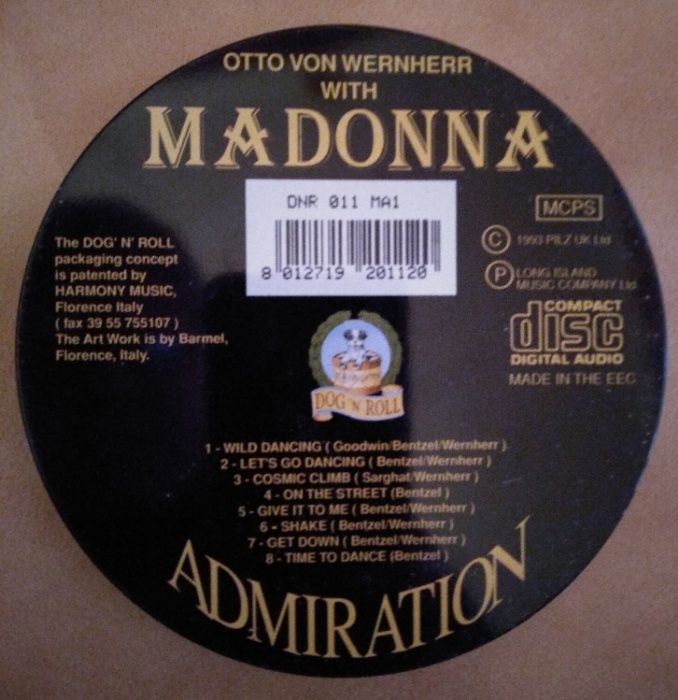 OTTO VON WERNHERR
WITH
MADONNA
DNR 011 MA1
8 012719 201120
MCPS
The DOG' N' ROLL
packaging concept
is patented by
HARMONY MUSIC,
Florence Italy
( fax 39 55 755107 )
The Art Work is by Barmel,
Florence, Italy.
C 1993 PILZ UK Ltd
P LONG ISLAND
MUSIC COMPANY Ltd
COMPACT
disc
DIGITAL AUDIO
MADE IN THE EEC
DOG 'N' ROLL
1 - WILD DANCING ( Goodwin/Bentzel/Wernherr )
2 - LET'S GO DANCING ( Bentzel/Wernherr )
3 - COSMIC CLIMB ( Sarghat/Wernherr )
4 - ON THE STREET (Bentzel )
5 - GIVE IT TO ME ( Bentzel/Wernherr )
6 - SHAKE ( Bentzel/Wernherr )
7 - GET DOWN ( Bentzel/Wernherr )
8 - TIME TO DANCE (Bentzel )
ADMIRATION